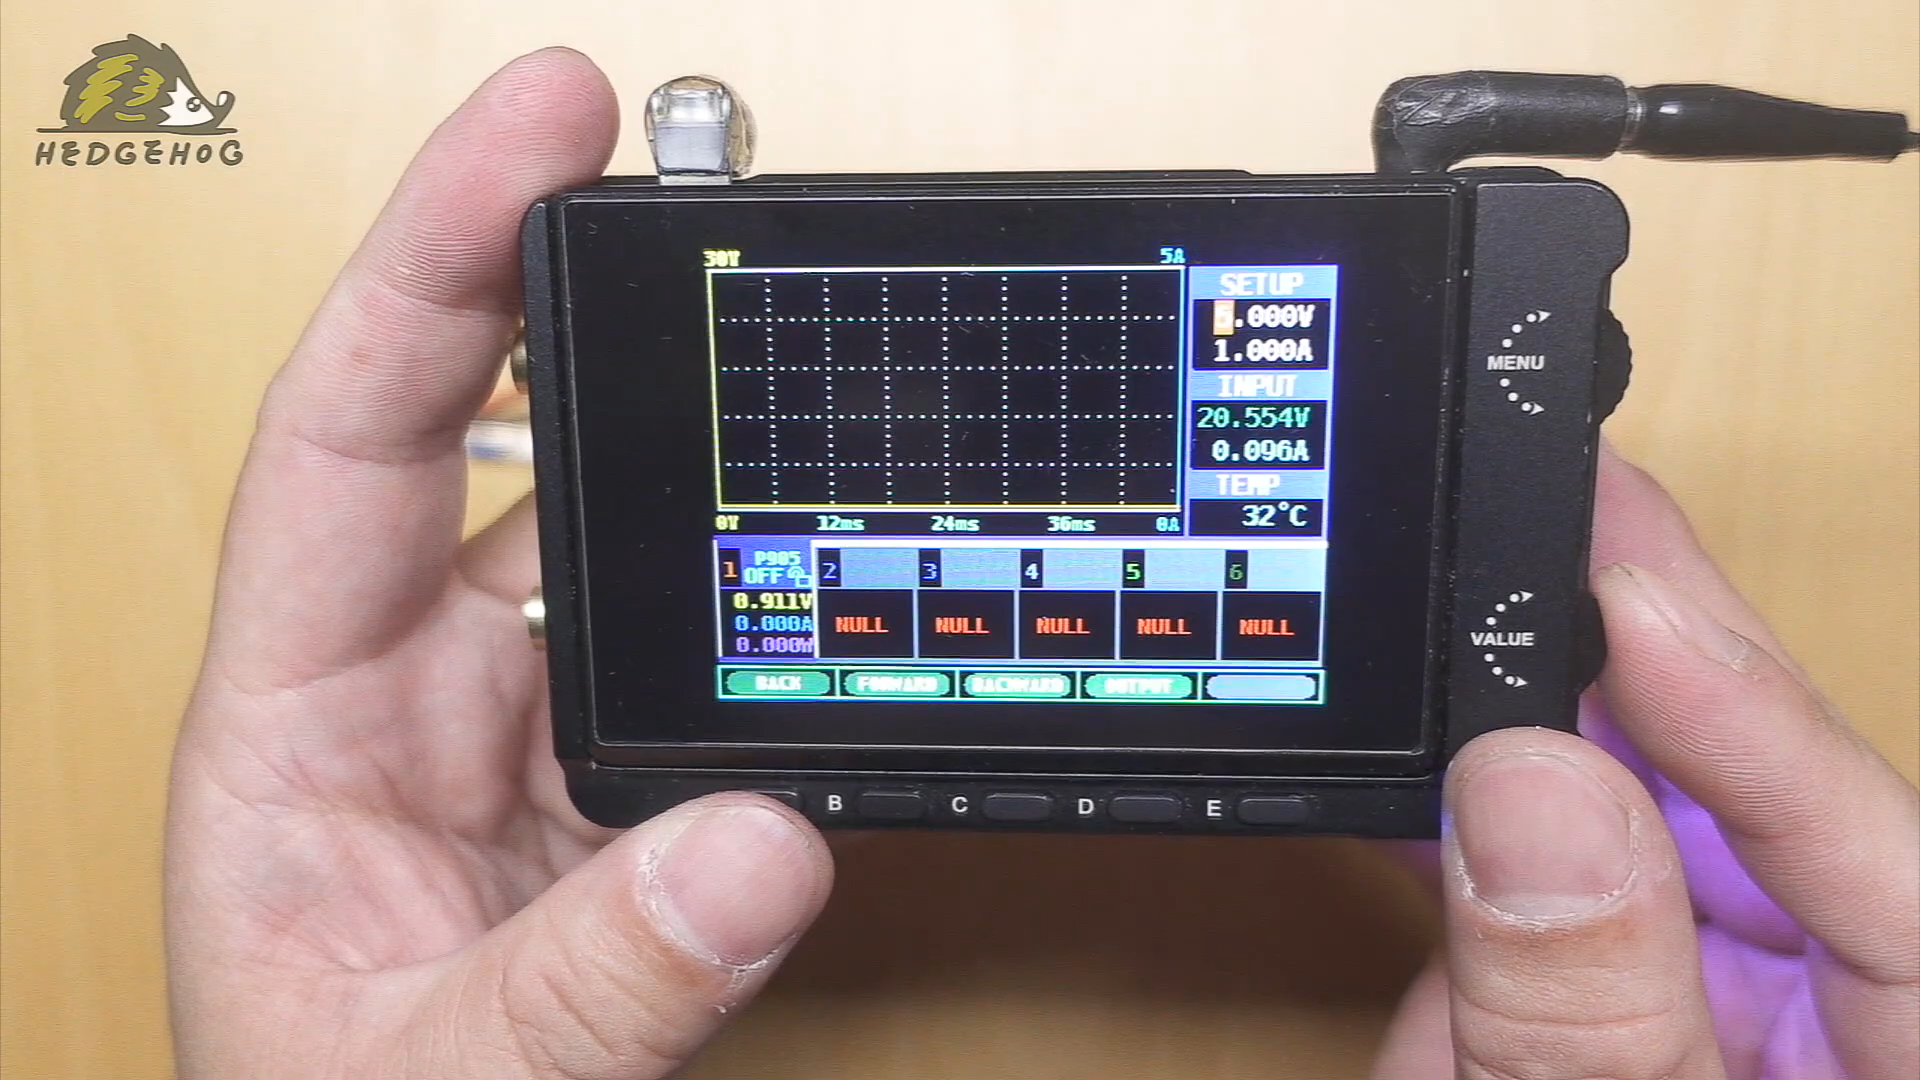 HEDGEHOG
30V
5A
SETUP
5.000V
1.000A
INPUT
20.554V
0.096A
TEMP
32°C
MENU
0V 12ms 24ms 36ms 0A
1 P905 OFF
2
3
4
5
6
0.911V
0.000A
0.000W
NULL NULL NULL NULL NULL
VALUE
BACK FORWARD BACKWARD OUTPUT
B C D E